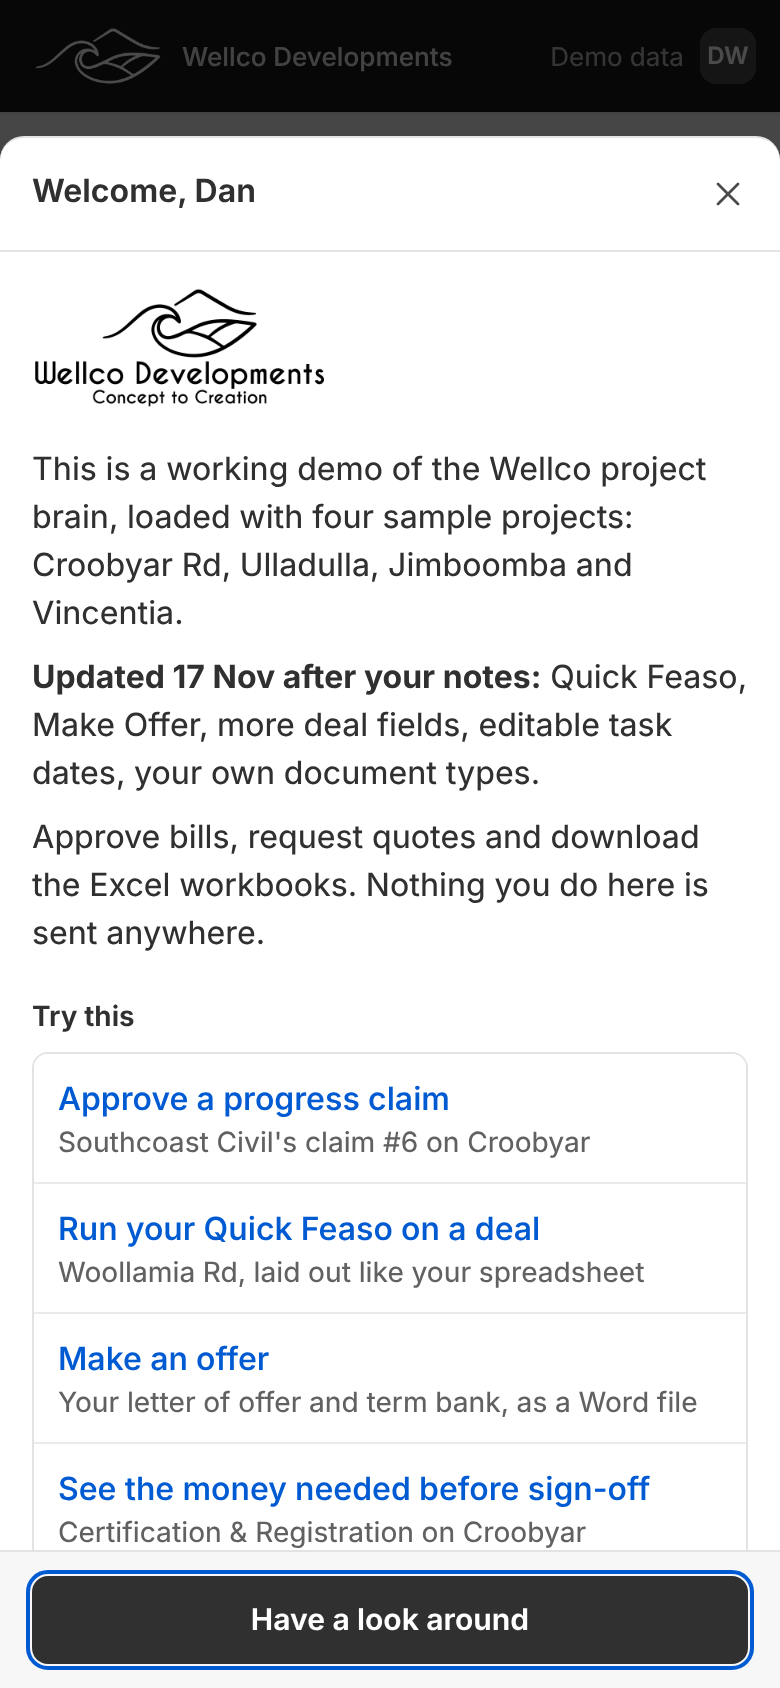 Wellco Developments
Demo data
DW
Welcome, Dan
Wellco Developments
Concept to Creation
This is a working demo of the Wellco project
brain, loaded with four sample projects:
Croobyar Rd, Ulladulla, Jimboomba and
Vincentia.
Updated 17 Nov after your notes: Quick Feaso,
Make Offer, more deal fields, editable task
dates, your own document types.
Approve bills, request quotes and download
the Excel workbooks. Nothing you do here is
sent anywhere.
Try this
Approve a progress claim
Southcoast Civil's claim #6 on Croobyar
Run your Quick Feaso on a deal
Woollamia Rd, laid out like your spreadsheet
Make an offer
Your letter of offer and term bank, as a Word file
See the money needed before sign-off
Certification & Registration on Croobyar
Have a look around